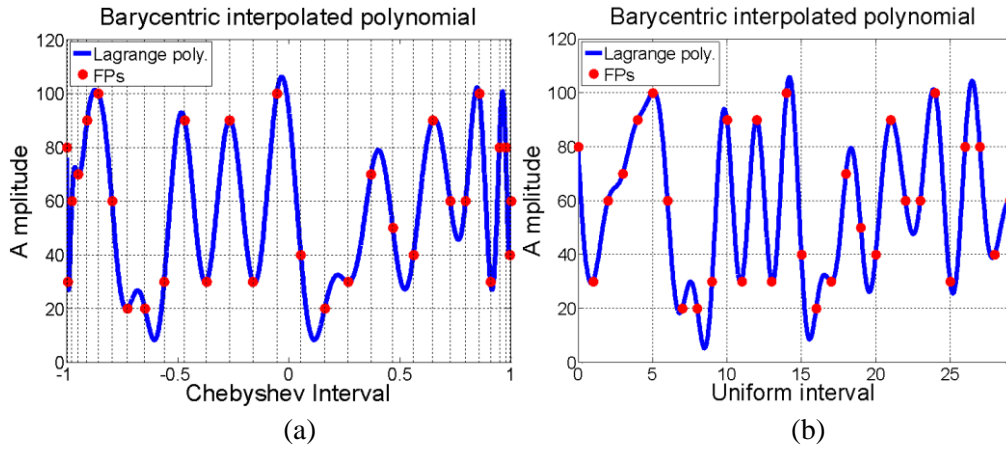 Barycentric interpolated polynomial
120
100
80
60
40
20
0
Lagrange poly.
FPs
A mplitude
-1 -0.5 0 0.5 1
Chebyshev Interval
(a)
Barycentric interpolated polynomial
120
100
80
60
40
20
0
Lagrange poly.
FPs
A mplitude
0 5 10 15 20 25
Uniform interval
(b)